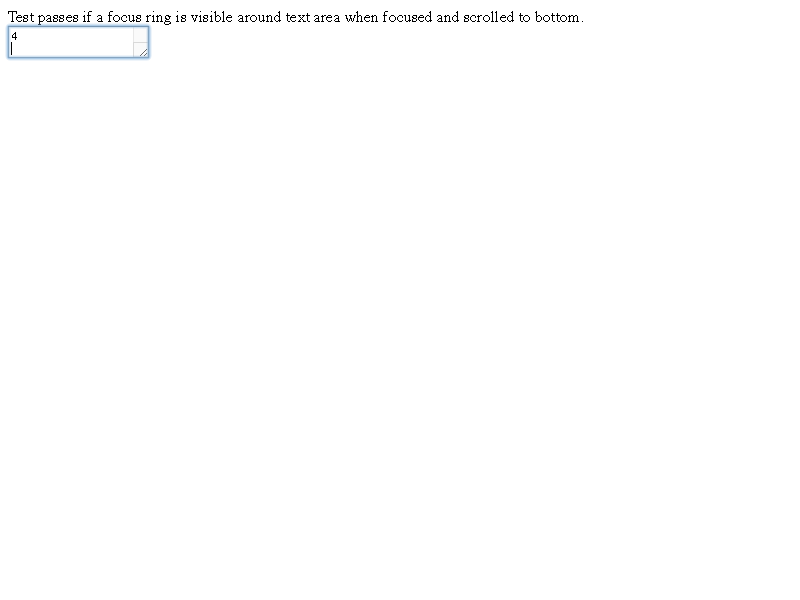 Test passes if a focus ring is visible around text area when focused and scrolled to bottom.
4